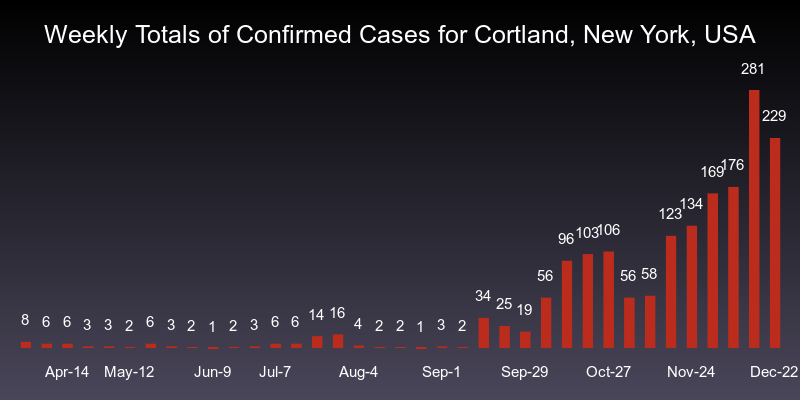 Weekly Totals of Confirmed Cases for Cortland, New York, USA
281
229
169 176
123 134
96 103 106
56 56 58
34 25 19
8 6 6 3 3 2 6 3 2 1 2 3 6 6 14 16 4 2 2 1 3 2
Apr-14 May-12 Jun-9 Jul-7 Aug-4 Sep-1 Sep-29 Oct-27 Nov-24 Dec-22